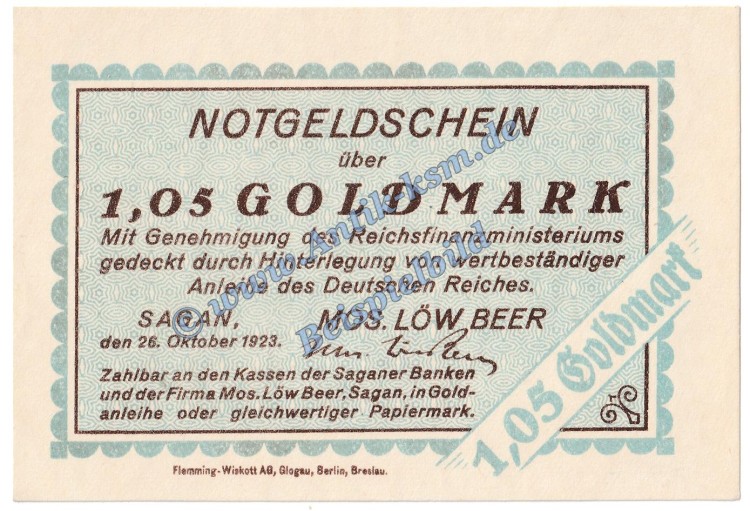 NOTGELDSCHEIN
über
1,05 GOLDMARK
Mit Genehmigung des Reichsfinanzministeriums
gedeckt durch Hinterlegung von wertbeständiger
Anleihe des Deutschen Reiches.
SAGAN, MOS. LÖW BEER
den 26. Oktober 1923.
Zahlbar an den Kassen der Saganer Banken
und der Firma Mos. Löw Beer, Sagan, in Gold-
anleihe oder gleichwertiger Papiermark.
1,05 Goldmark
Flemming-Wiskott AG, Glogau, Berlin, Breslau.
© www.Antik-ksm.de
Beispielbild